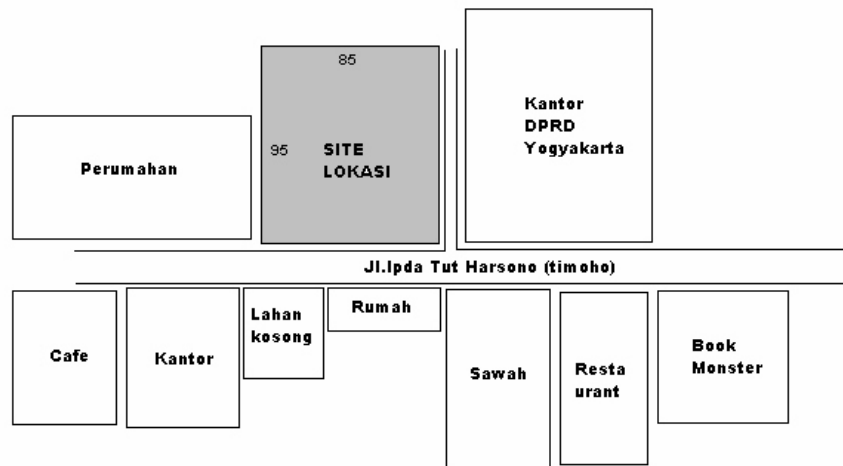 85
Kantor
DPRD
Yogyakarta
95
SITE
LOKASI
Perumahan
Jl.Ipda Tut Harsono (timoho)
Cafe
Kantor
Lahan
kosong
Rumah
Sawah
Resta
urant
Book
Monster